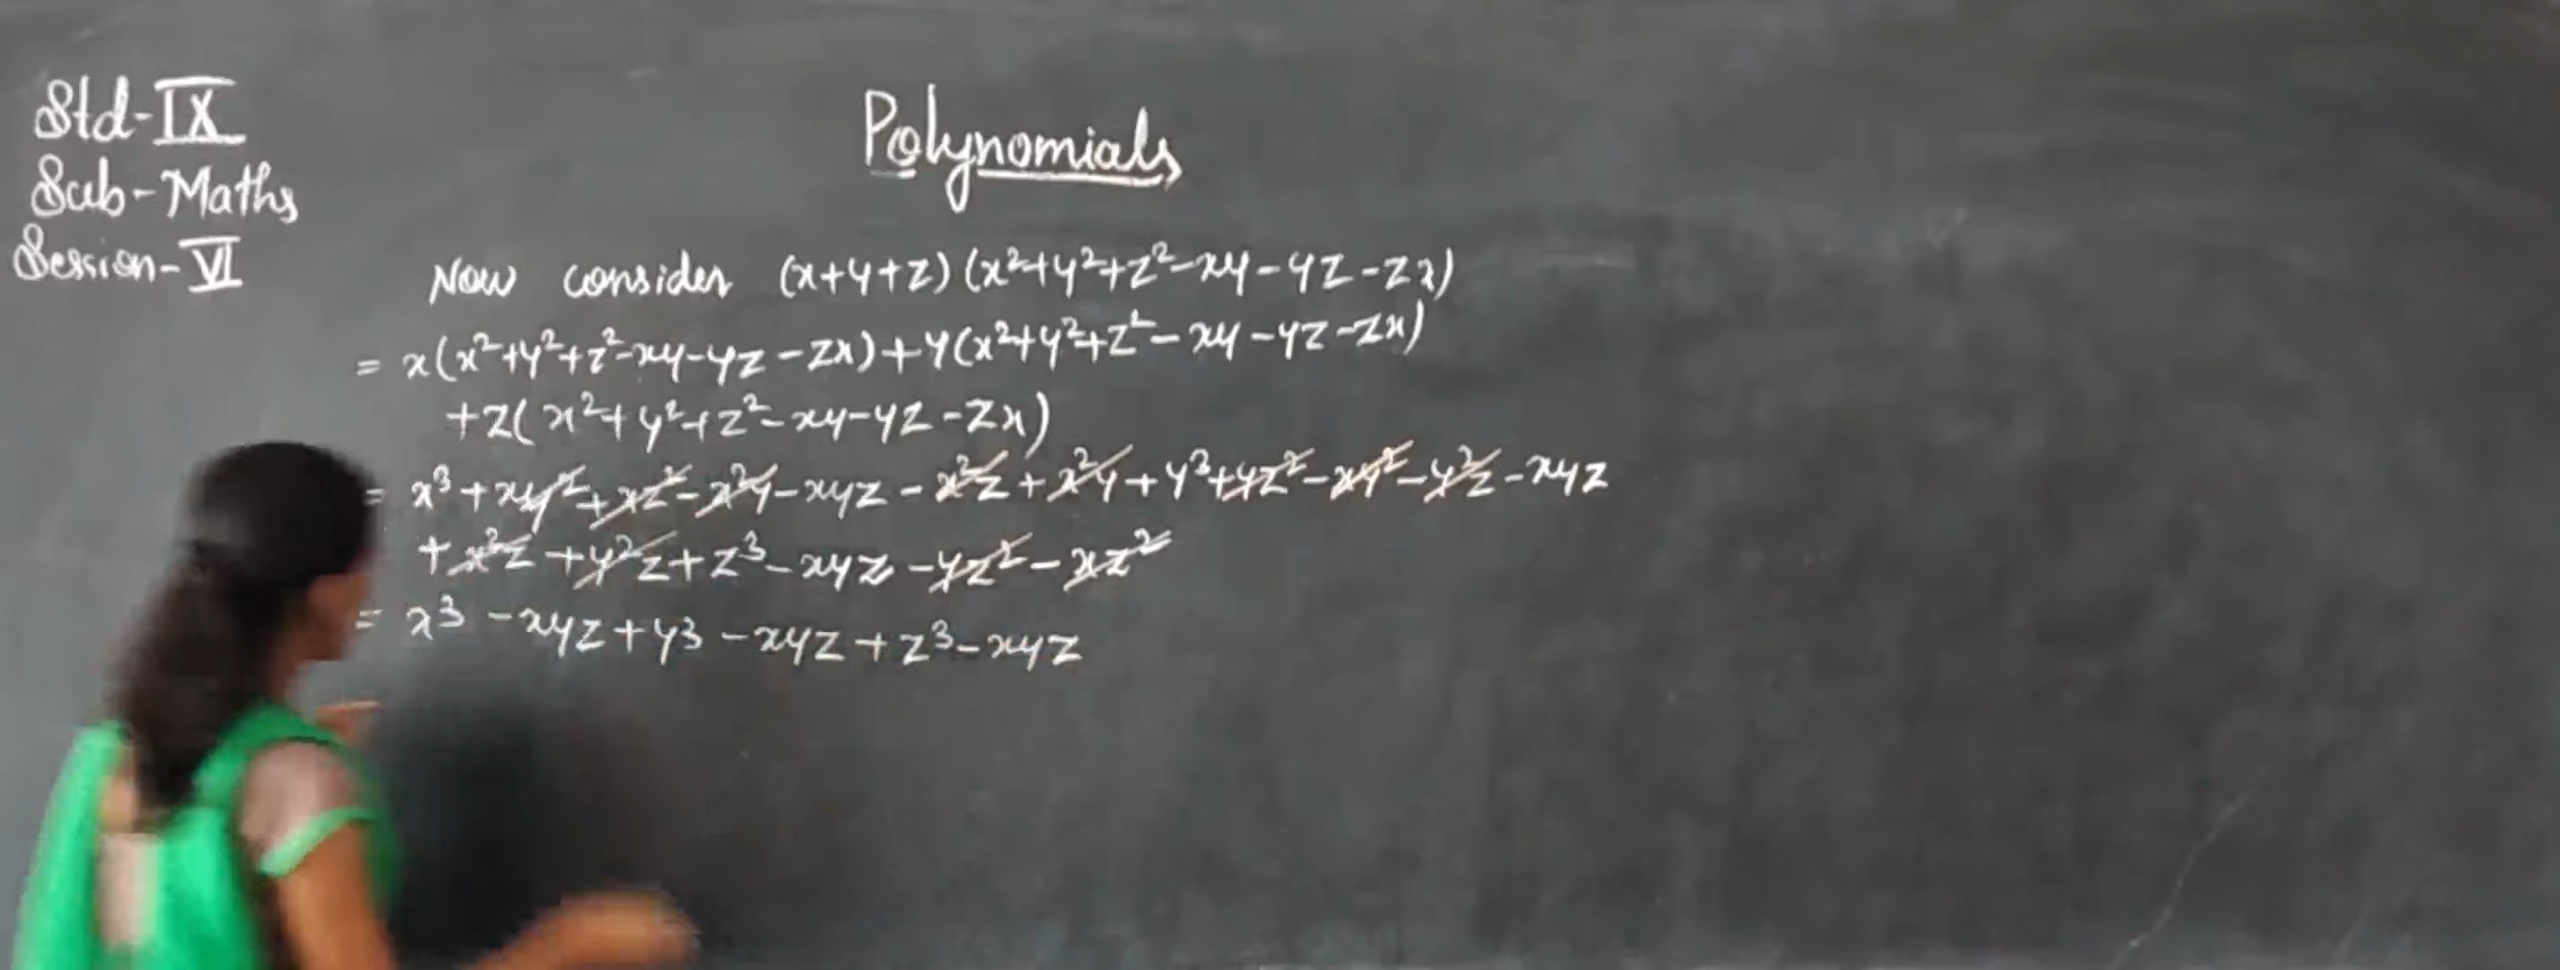 Std-IX
Sub-Maths
Session-VI
Polynomials
Now consider (x+y+z)(x²+y²+z²-xy-yz-zx)
= x(x²+y²+z²-xy-yz-zx)+y(x²+y²+z²-xy-yz-zx)
+z(x²+y²+z²-xy-yz-zx)
= x³+xy²+xz²-x²y-xyz-x²z+x²y+y³+yz²-xy²-y²z-xyz
+x²z+y²z+z³-xyz-yz²-xz²
= x³-xyz+y³-xyz+z³-xyz